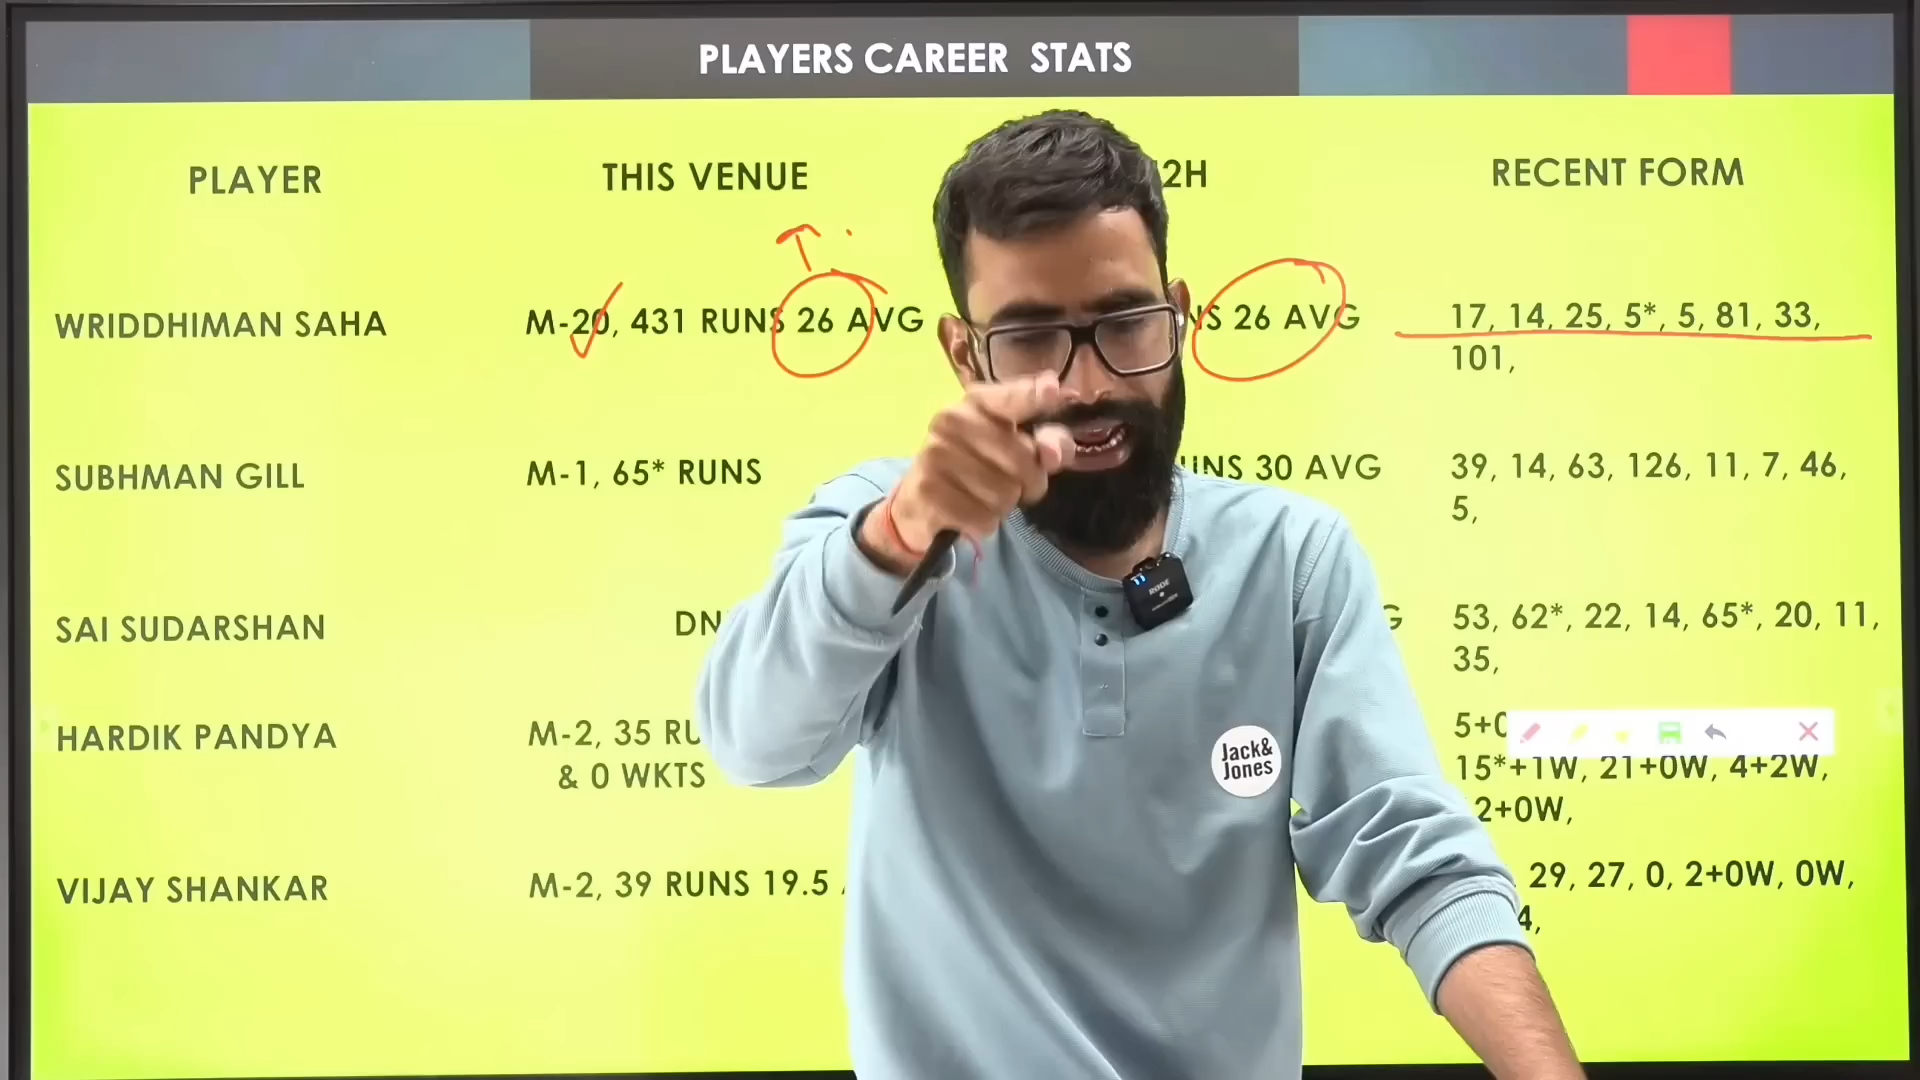 PLAYERS CAREER STATS
PLAYER THIS VENUE 2H RECENT FORM
WRIDDHIMAN SAHA M-20, 431 RUNS 26 AVG 26 AVG 17, 14, 25, 5*, 5, 81, 33,
101,
SUBHMAN GILL M-1, 65* RUNS RUNS 30 AVG 39, 14, 63, 126, 11, 7, 46,
5,
SAI SUDARSHAN 53, 62*, 22, 14, 65*, 20, 11,
35,
HARDIK PANDYA M-2, 35
& 0 WKTS 15*+1W, 21+0W, 4+2W,
2+0W,
VIJAY SHANKAR M-2, 39 RUNS 19.5 29, 27, 0, 2+0W, 0W,
4,
RODE
Jack&
Jones